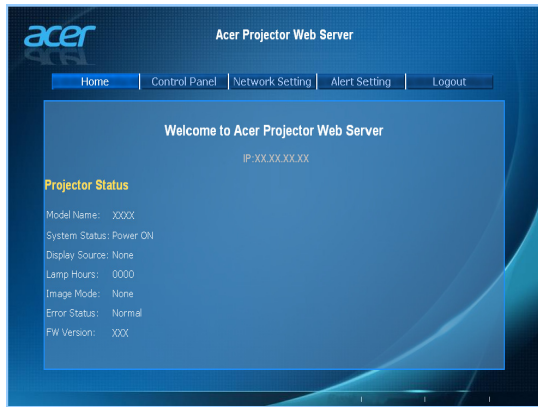 acer
Acer Projector Web Server
Home Control Panel Network Setting Alert Setting Logout
Welcome to Acer Projector Web Server
IP:XX.XX.XX.XX
Projector Status
Model Name: XXXX
System Status: Power ON
Display Source: None
Lamp Hours: 0000
Image Mode: None
Error Status: Normal
FW Version: XXX